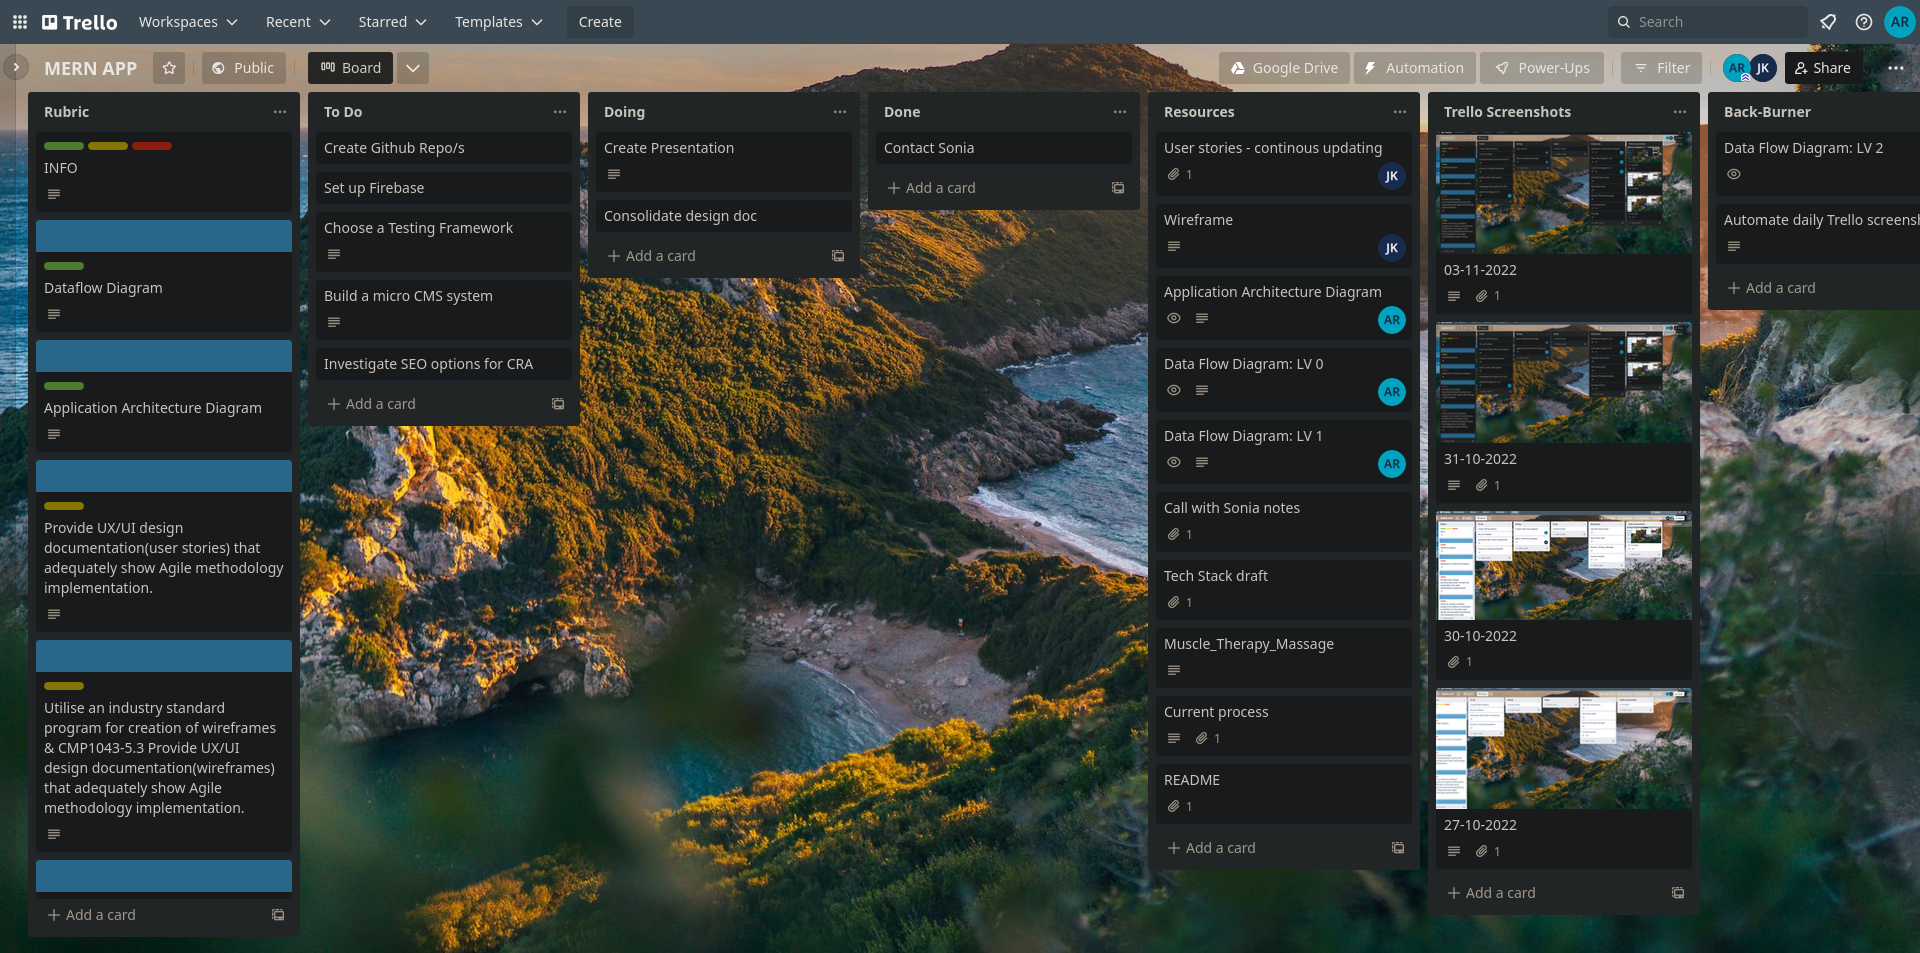 Trello
Workspaces
Recent
Starred
Templates
Create
Search
AR
MERN APP
Public
Board
Google Drive
Automation
Power-Ups
Filter
AR
JK
Share
Rubric
INFO
Dataflow Diagram
Application Architecture Diagram
Provide UX/UI design
documentation(user stories) that
adequately show Agile methodology
implementation.
Utilise an industry standard
program for creation of wireframes
& CMP1043-5.3 Provide UX/UI
design documentation(wireframes)
that adequately show Agile
methodology implementation.
Add a card
To Do
Create Github Repo/s
Set up Firebase
Choose a Testing Framework
Build a micro CMS system
Investigate SEO options for CRA
Add a card
Doing
Create Presentation
Consolidate design doc
Add a card
Done
Contact Sonia
Add a card
Resources
User stories - continous updating
1
JK
Wireframe
JK
Application Architecture Diagram
AR
Data Flow Diagram: LV 0
AR
Data Flow Diagram: LV 1
AR
Call with Sonia notes
1
Tech Stack draft
1
Muscle_Therapy_Massage
Current process
1
README
1
Add a card
Trello Screenshots
03-11-2022
1
31-10-2022
1
30-10-2022
1
27-10-2022
1
Add a card
Back-Burner
Data Flow Diagram: LV 2
Automate daily Trello screensh
Add a card